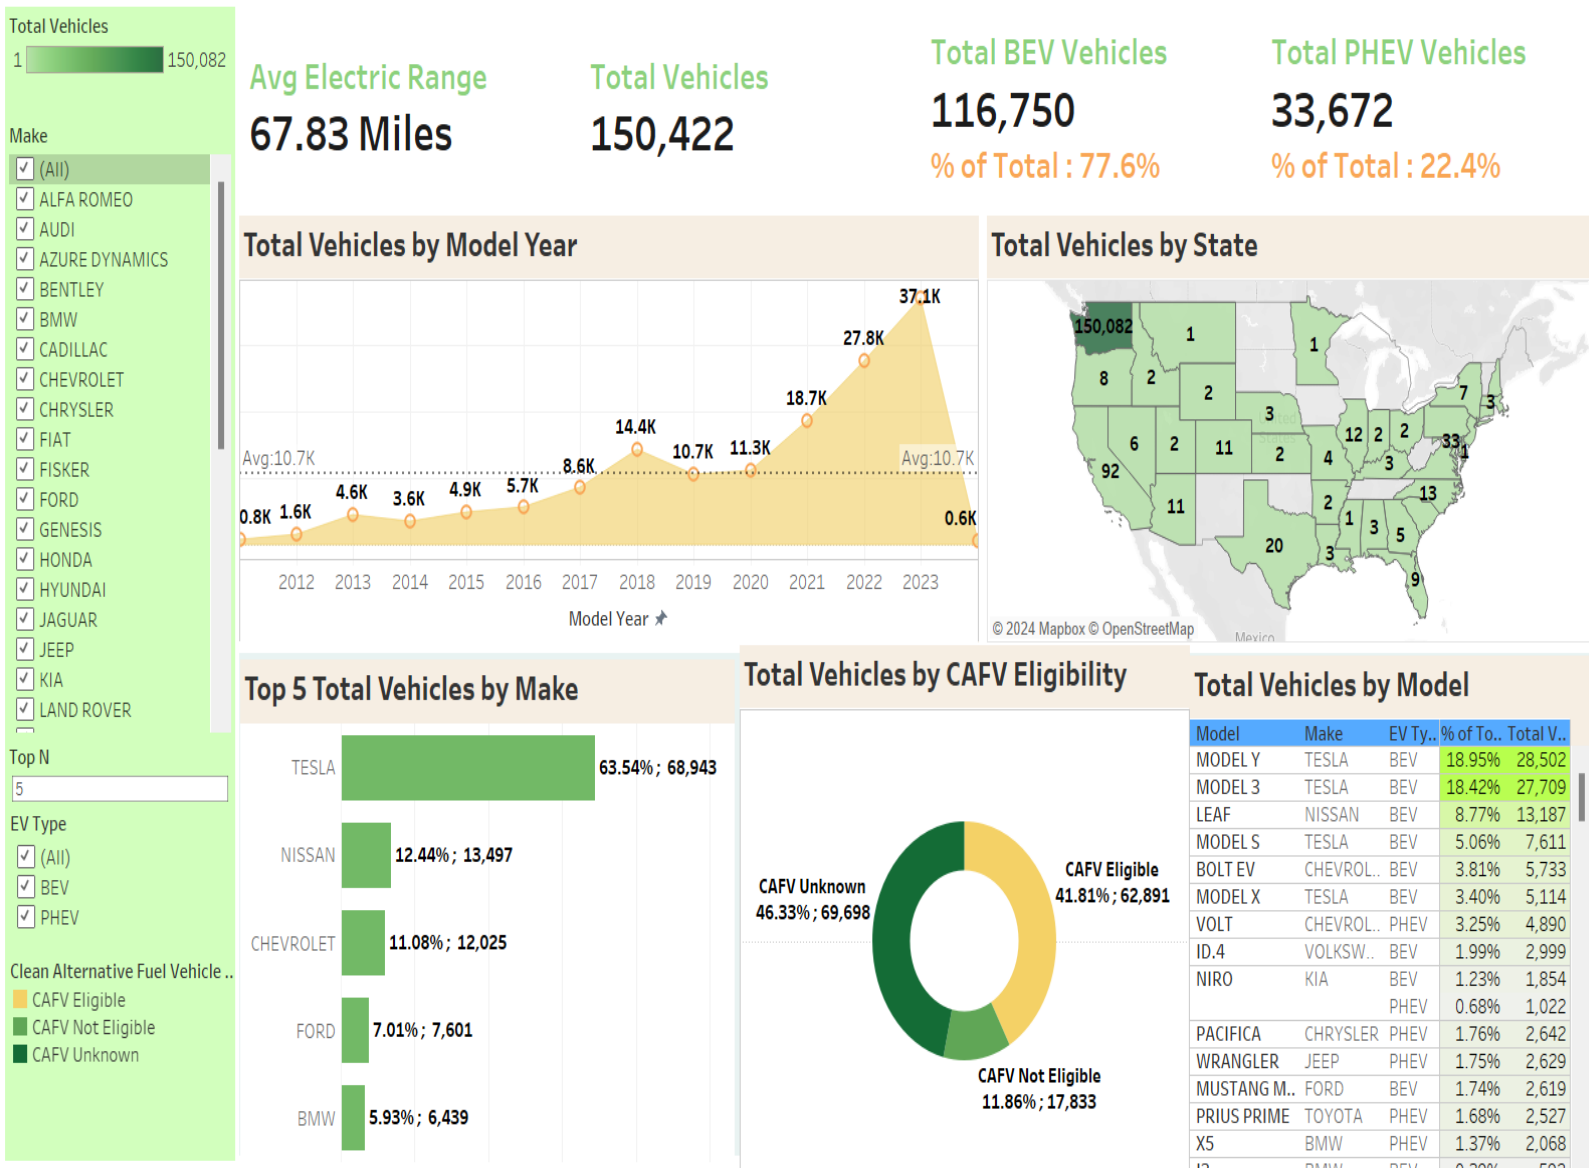 Total Vehicles
1 150,082
Make
(All)
ALFA ROMEO
AUDI
AZURE DYNAMICS
BENTLEY
BMW
CADILLAC
CHEVROLET
CHRYSLER
FIAT
FISKER
FORD
GENESIS
HONDA
HYUNDAI
JAGUAR
JEEP
KIA
LAND ROVER
Top N
5
EV Type
(All)
BEV
PHEV
Clean Alternative Fuel Vehicle ..
CAFV Eligible
CAFV Not Eligible
CAFV Unknown
Avg Electric Range
67.83 Miles
Total Vehicles
150,422
Total BEV Vehicles
116,750
% of Total : 77.6%
Total PHEV Vehicles
33,672
% of Total : 22.4%
Total Vehicles by Model Year
37.1K
27.8K
18.7K
14.4K
10.7K 11.3K
Avg:10.7K 8.6K Avg:10.7K
4.6K 3.6K 4.9K 5.7K
0.8K 1.6K 0.6K
2012 2013 2014 2015 2016 2017 2018 2019 2020 2021 2022 2023
Model Year
Total Vehicles by State
150,082 1 1
8 2 2 7 3
3
6 2 11 2 4 12 2 2 33 1
92 3
11 2 13
20 3 1 3 5
9
United
States
Mexico
© 2024 Mapbox © OpenStreetMap
Top 5 Total Vehicles by Make
TESLA 63.54% ; 68,943
NISSAN 12.44% ; 13,497
CHEVROLET 11.08% ; 12,025
FORD 7.01% ; 7,601
BMW 5.93% ; 6,439
Total Vehicles by CAFV Eligibility
CAFV Eligible
41.81% ; 62,891
CAFV Unknown
46.33% ; 69,698
CAFV Not Eligible
11.86% ; 17,833
Total Vehicles by Model
Model Make EV Ty.. % of To.. Total V..
MODEL Y TESLA BEV 18.95% 28,502
MODEL 3 TESLA BEV 18.42% 27,709
LEAF NISSAN BEV 8.77% 13,187
MODEL S TESLA BEV 5.06% 7,611
BOLT EV CHEVROL.. BEV 3.81% 5,733
MODEL X TESLA BEV 3.40% 5,114
VOLT CHEVROL.. PHEV 3.25% 4,890
ID.4 VOLKSW.. BEV 1.99% 2,999
NIRO KIA BEV 1.23% 1,854
PHEV 0.68% 1,022
PACIFICA CHRYSLER PHEV 1.76% 2,642
WRANGLER JEEP PHEV 1.75% 2,629
MUSTANG M.. FORD BEV 1.74% 2,619
PRIUS PRIME TOYOTA PHEV 1.68% 2,527
X5 BMW PHEV 1.37% 2,068